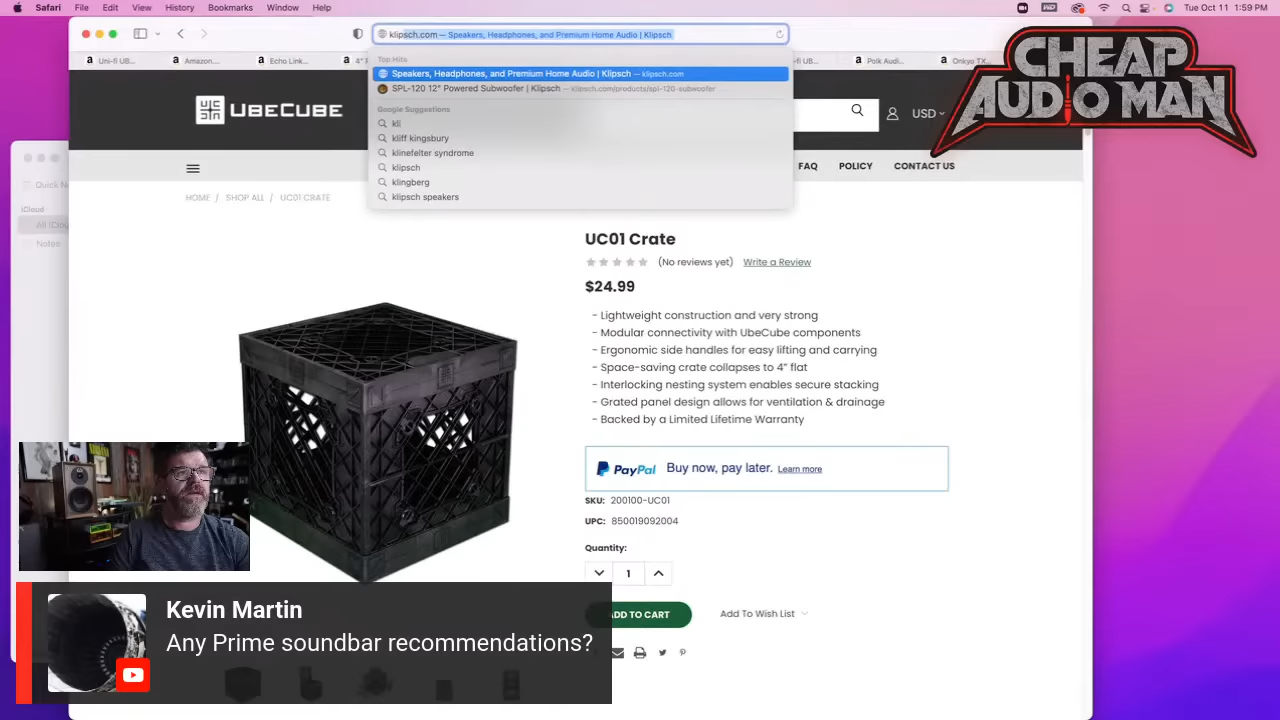 Safari File Edit View History Bookmarks Window Help
Tue Oct 11 1:59 PM
klipsch.com — Speakers, Headphones, and Premium Home Audio | Klipsch
Top Hits
Speakers, Headphones, and Premium Home Audio | Klipsch — klipsch.com
SPL-120 12" Powered Subwoofer | Klipsch — klipsch.com/products/spl-120-subwoofer
Google Suggestions
kli
kliff kingsbury
klinefelter syndrome
klipsch
klingberg
klipsch speakers
Uni-fi UB...
Amazon....
Echo Link...
Polk Audi...
Onkyo TX...
CHEAP
AUDIO MAN
UBECUBE
USD
FAQ POLICY CONTACT US
Quick No
iCloud
All iClou
Notes
HOME / SHOP ALL / UC01 CRATE
UC01 Crate
(No reviews yet) Write a Review
$24.99
- Lightweight construction and very strong
- Modular connectivity with UbeCube components
- Ergonomic side handles for easy lifting and carrying
- Space-saving crate collapses to 4” flat
- Interlocking nesting system enables secure stacking
- Grated panel design allows for ventilation & drainage
- Backed by a Limited Lifetime Warranty
PayPal Buy now, pay later. Learn more
SKU: 200100-UC01
UPC: 850019092004
Quantity:
1
ADD TO CART
Add To Wish List
Kevin Martin
Any Prime soundbar recommendations?